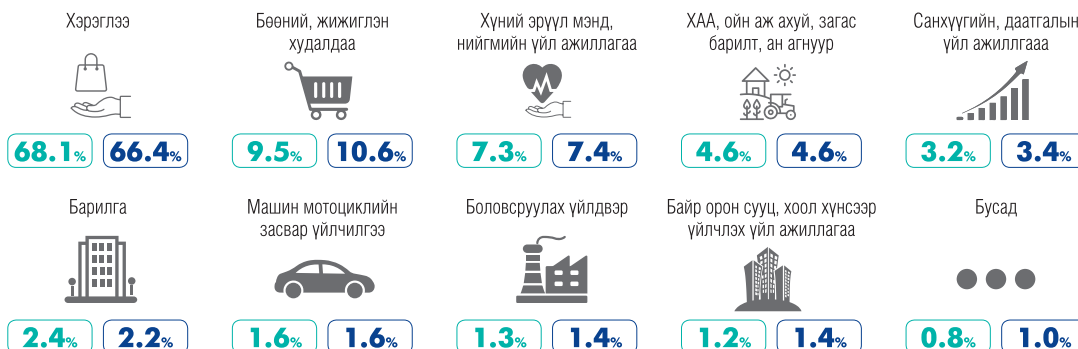 Хэрэглээ
68.1% 66.4%
Бөөний, жижиглэн
худалдаа
9.5% 10.6%
Хүний эрүүл мэнд,
нийгмийн үйл ажиллагаа
7.3% 7.4%
ХАА, ойн аж ахуй, загас
барилт, ан агнуур
4.6% 4.6%
Санхүүгийн, даатгалын
үйл ажиллгааа
3.2% 3.4%
Барилга
2.4% 2.2%
Машин мотоциклийн
засвар үйлчилгээ
1.6% 1.6%
Боловсруулах үйлдвэр
1.3% 1.4%
Байр орон сууц, хоол хүнсээр
үйлчлэх үйл ажиллагаа
1.2% 1.4%
Бусад
0.8% 1.0%